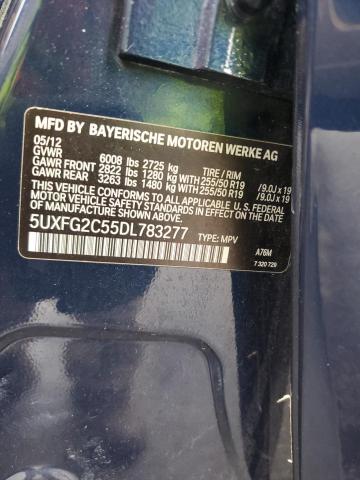 MFD BY BAYERISCHE MOTOREN WERKE AG
05/12
GVWR 6008 lbs 2725 kg TIRE / RIM
GAWR FRONT 2822 lbs 1280 kg WITH 255/50 R19 /9.0J x 19
GAWR REAR 3263 lbs 1480 kg WITH 255/50 R19 /9.0J x 19
THIS VEHICLE CONFORMS TO ALL APPLICABLE
U.S. FEDERAL MOTOR VEHICLE SAFETY
STANDARDS IN EFFECT ON THE DATE OF
MANUFACTURE SHOWN ABOVE.
5UXFG2C55DL783277 TYPE: MPV
A76M
7 320 729